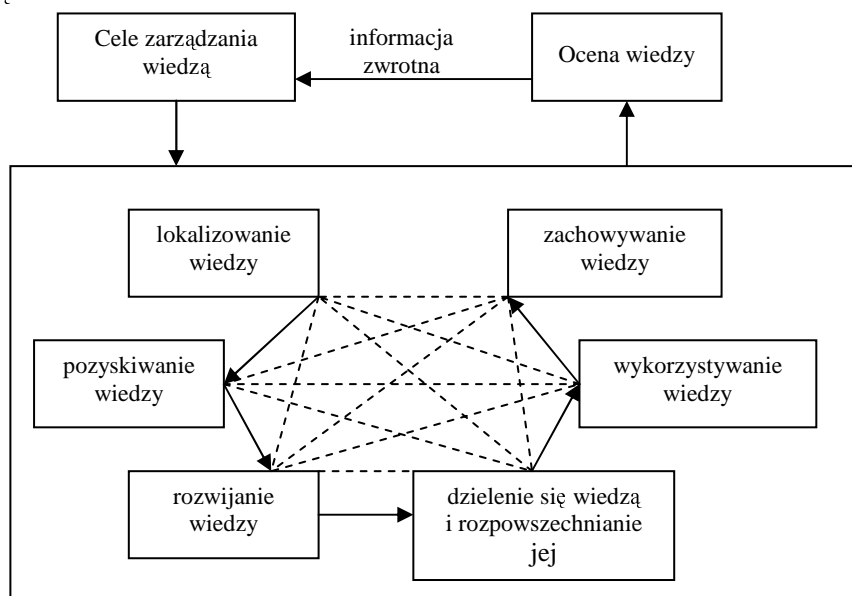 Cele zarządzania
wiedzą
informacja
zwrotna
Ocena wiedzy
lokalizowanie
wiedzy
zachowywanie
wiedzy
pozyskiwanie
wiedzy
wykorzystywanie
wiedzy
rozwijanie
wiedzy
dzielenie się wiedzą
i rozpowszechnianie
jej